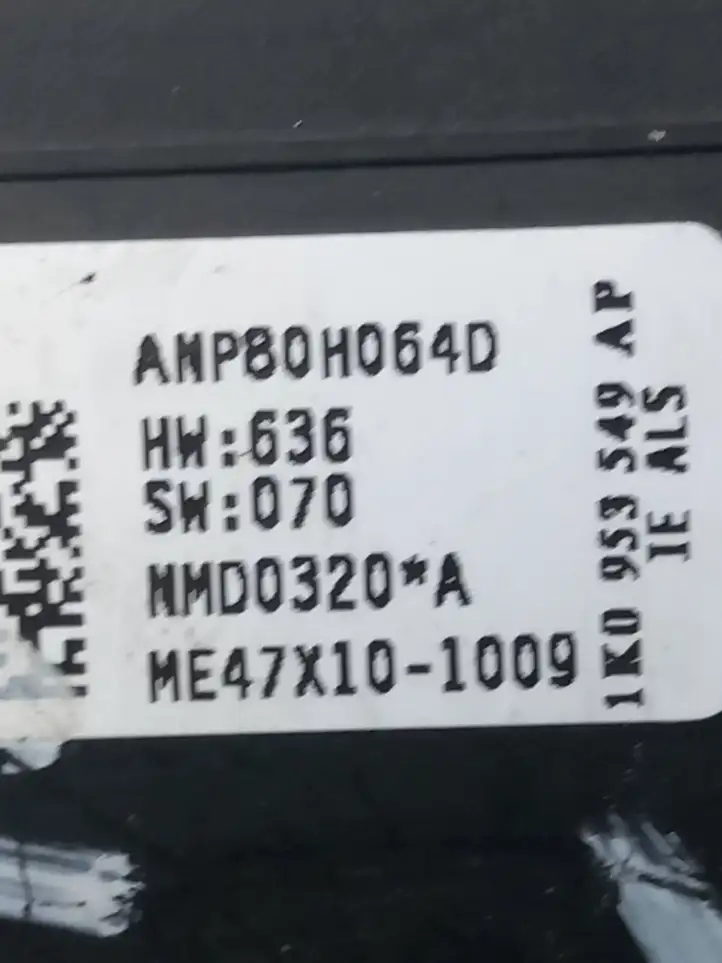 AMP80H064D
HW:636
SW:070
MMD0320*A
ME47X10-1009
1K0 953 549 AP
IE ALS